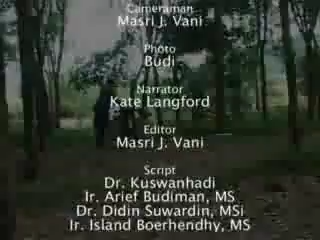 Cameraman
Masri J. Vani
Photo
Budi
Narrator
Kate Langford
Editor
Masri J. Vani
Script
Dr. Kuswanhadi
Ir. Arief Budiman, MS
Dr. Didin Suwardin, MSi
Ir. Island Boerhendhy, MS